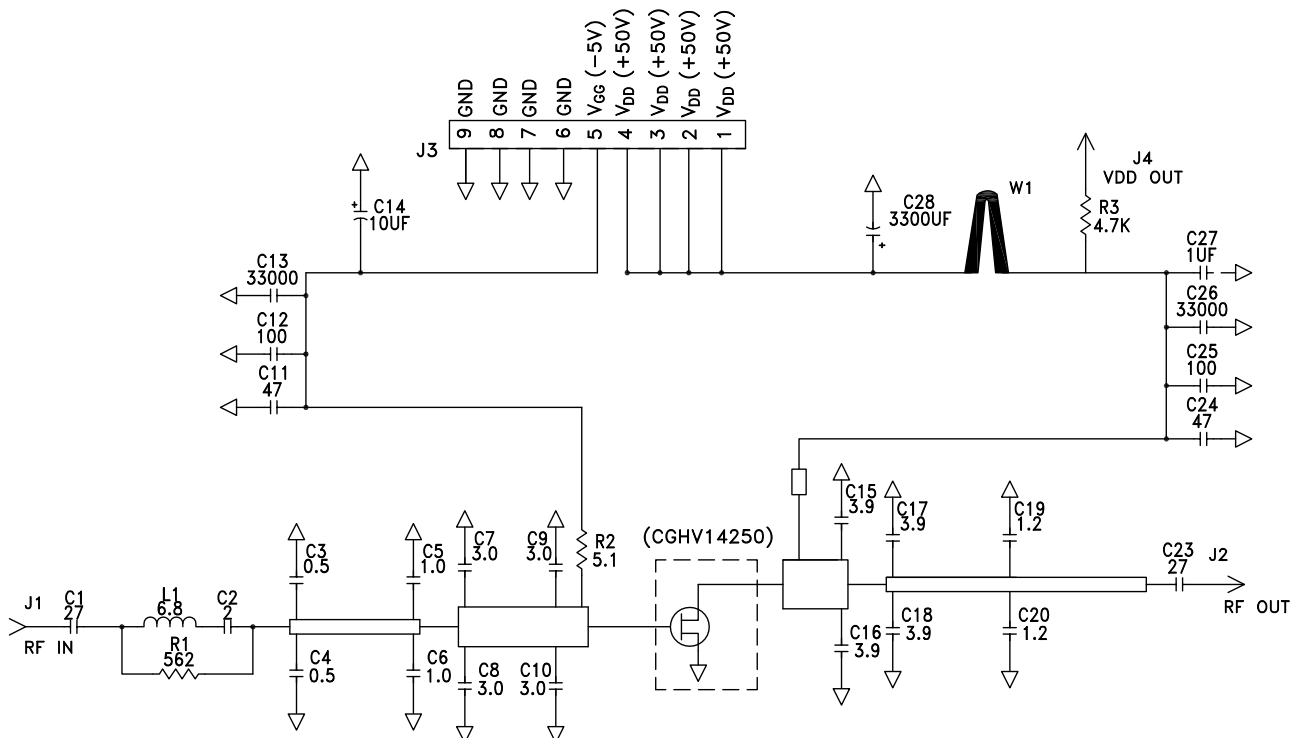 GND
GND
GND
GND
VGG (-5V)
VDD (+50V)
VDD (+50V)
VDD (+50V)
VDD (+50V)
J3
9 8 7 6 5 4 3 2 1
C14
10UF
+
C28
3300UF
+
W1
J4
VDD OUT
R3
4.7K
C13
33000
C12
100
C11
47
C27
1UF
C26
33000
C25
100
C24
47
J1
RF IN
C1
27
L1
6.8
C2
2
R1
562
C3
0.5
C4
0.5
C5
1.0
C6
1.0
C7
3.0
C8
3.0
C9
3.0
C10
3.0
R2
5.1
(CGHV14250)
C15
3.9
C16
3.9
C17
3.9
C18
3.9
C19
1.2
C20
1.2
C23
27
J2
RF OUT